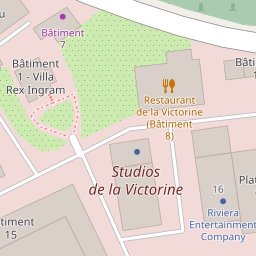 Bâtiment
7
Bâtiment
1 - Villa
Rex Ingram
Restaurant
de la Victorine
(Bâtiment
8)
Studios
de la Victorine
16
Riviera
Entertainment
Company
15